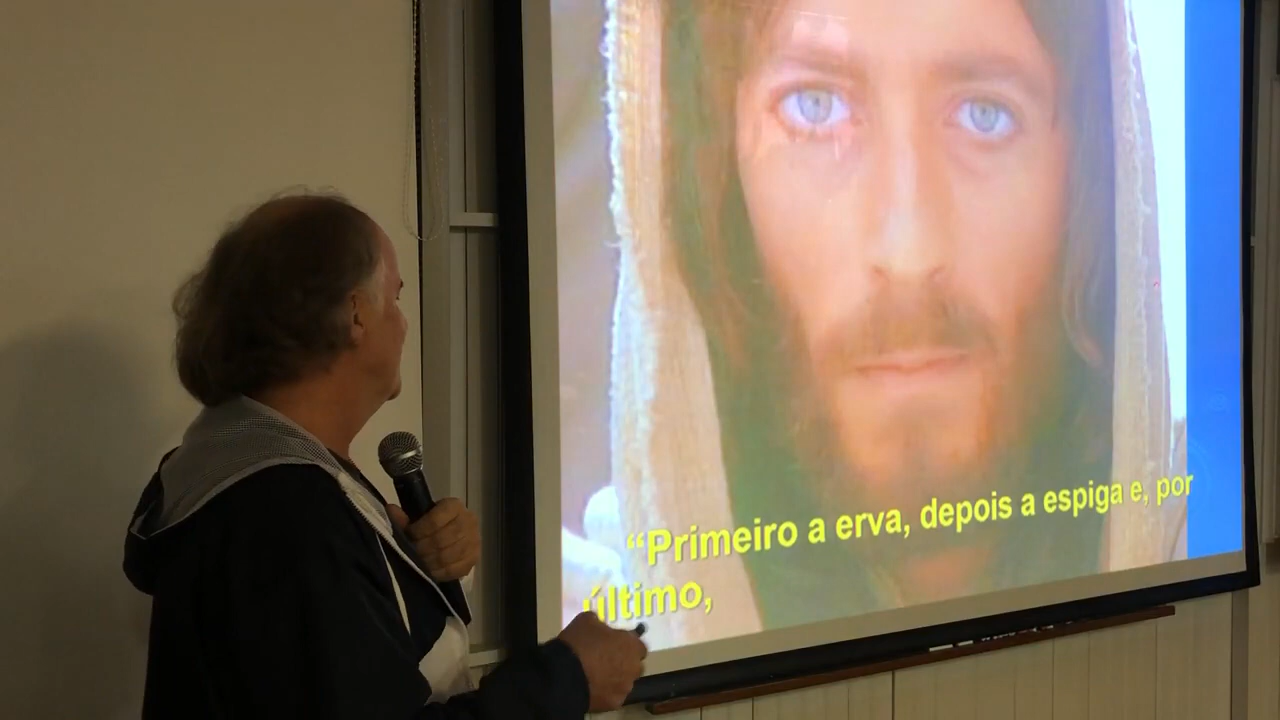 “Primeiro a erva, depois a espiga e, por
último,